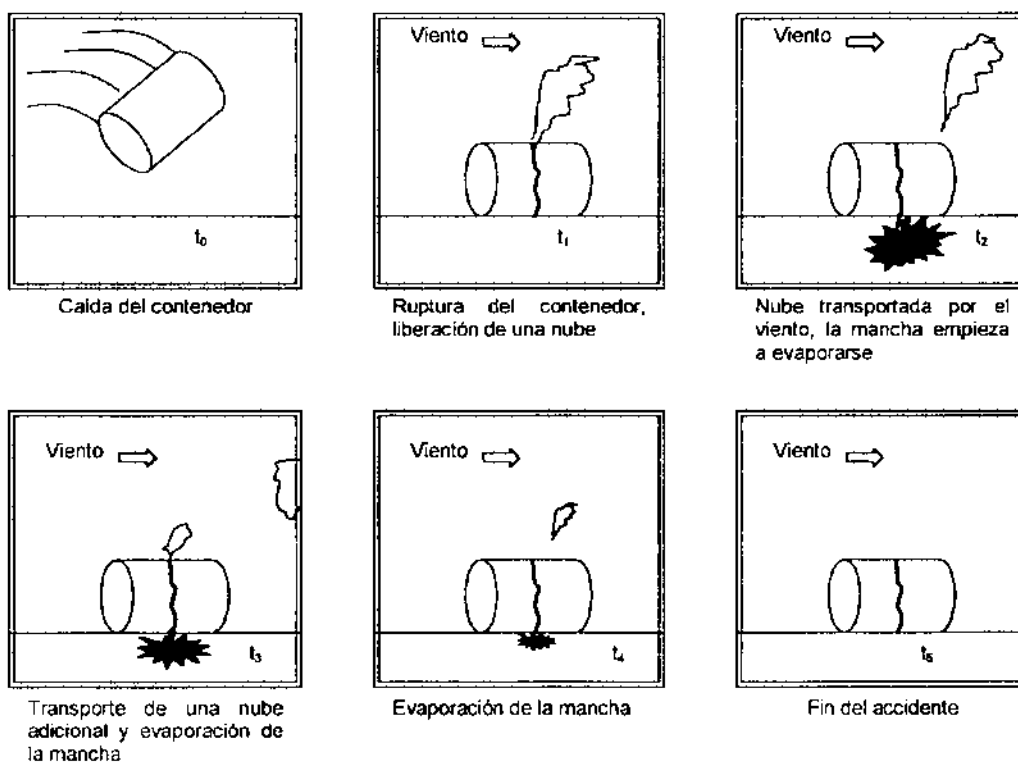 t₀
Caída del contenedor
Viento
t₁
Ruptura del contenedor,
liberación de una nube
Viento
t₂
Nube transportada por el
viento, la mancha empieza
a evaporarse
Viento
t₃
Transporte de una nube
adicional y evaporación de
la mancha
Viento
t₄
Evaporación de la mancha
Viento
t₅
Fin del accidente